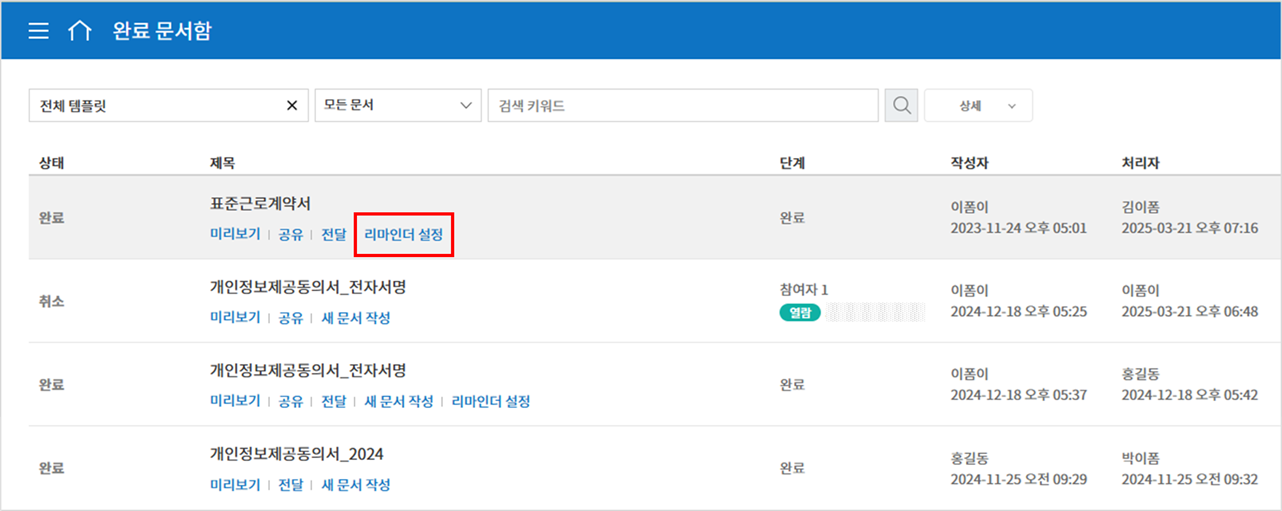 완료 문서함
전체 템플릿 모든 문서 검색 키워드 상세
상태 제목 단계 작성자 처리자
표준근로계약서
완료 미리보기 공유 전달 리마인더 설정 완료 이폼이 김이폼
2023-11-24 오후 05:01 2025-03-21 오후 07:16
개인정보제공동의서_전자서명 참여자 1 이폼이 이폼이
취소 미리보기 공유 새 문서 작성 열람 2024-12-18 오후 05:25 2025-03-21 오후 06:48
개인정보제공동의서_전자서명 이폼이 홍길동
완료 미리보기 공유 전달 새 문서 작성 리마인더 설정 완료 2024-12-18 오후 05:37 2024-12-18 오후 05:42
개인정보제공동의서_2024 홍길동 박이폼
완료 미리보기 전달 새 문서 작성 완료 2024-11-25 오전 09:29 2024-11-25 오전 09:32